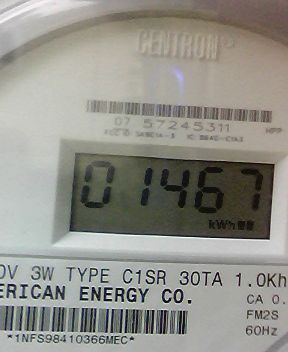 CENTRON
07 57245311 HPP
01467
kWh
0V 3W TYPE C1SR 30TA 1.0Kh
ERICAN ENERGY CO. CA 0.
FM2S
*1NFS98410366MEC* 60Hz